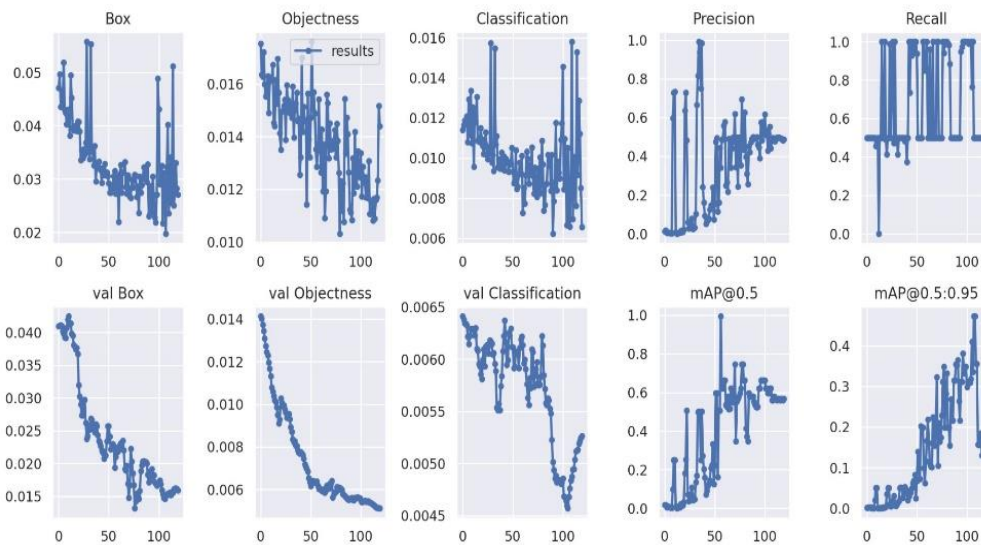 Box
Objectness
Classification
Precision
Recall
results
0.05
0.04
0.03
0.02
0.016
0.014
0.012
0.010
0.016
0.014
0.012
0.010
0.008
0.006
1.0
0.8
0.6
0.4
0.2
0.0
1.0
0.8
0.6
0.4
0.2
0.0
0 50 100
0 50 100
0 50 100
0 50 100
0 50 100
val Box
val Objectness
val Classification
mAP@0.5
mAP@0.5:0.95
0.040
0.035
0.030
0.025
0.020
0.015
0.014
0.012
0.010
0.008
0.006
0.0065
0.0060
0.0055
0.0050
0.0045
1.0
0.8
0.6
0.4
0.2
0.0
0.4
0.3
0.2
0.1
0.0
0 50 100
0 50 100
0 50 100
0 50 100
0 50 100